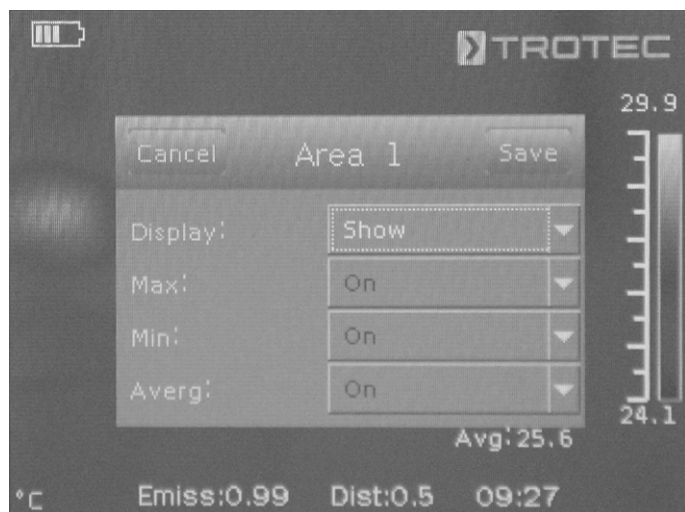 TROTEC
29.9
Cancel Area 1 Save
Display: Show
Max: On
Min: On
Averg: On
24.1
Avg:25.6
°C Emiss:0.99 Dist:0.5 09:27